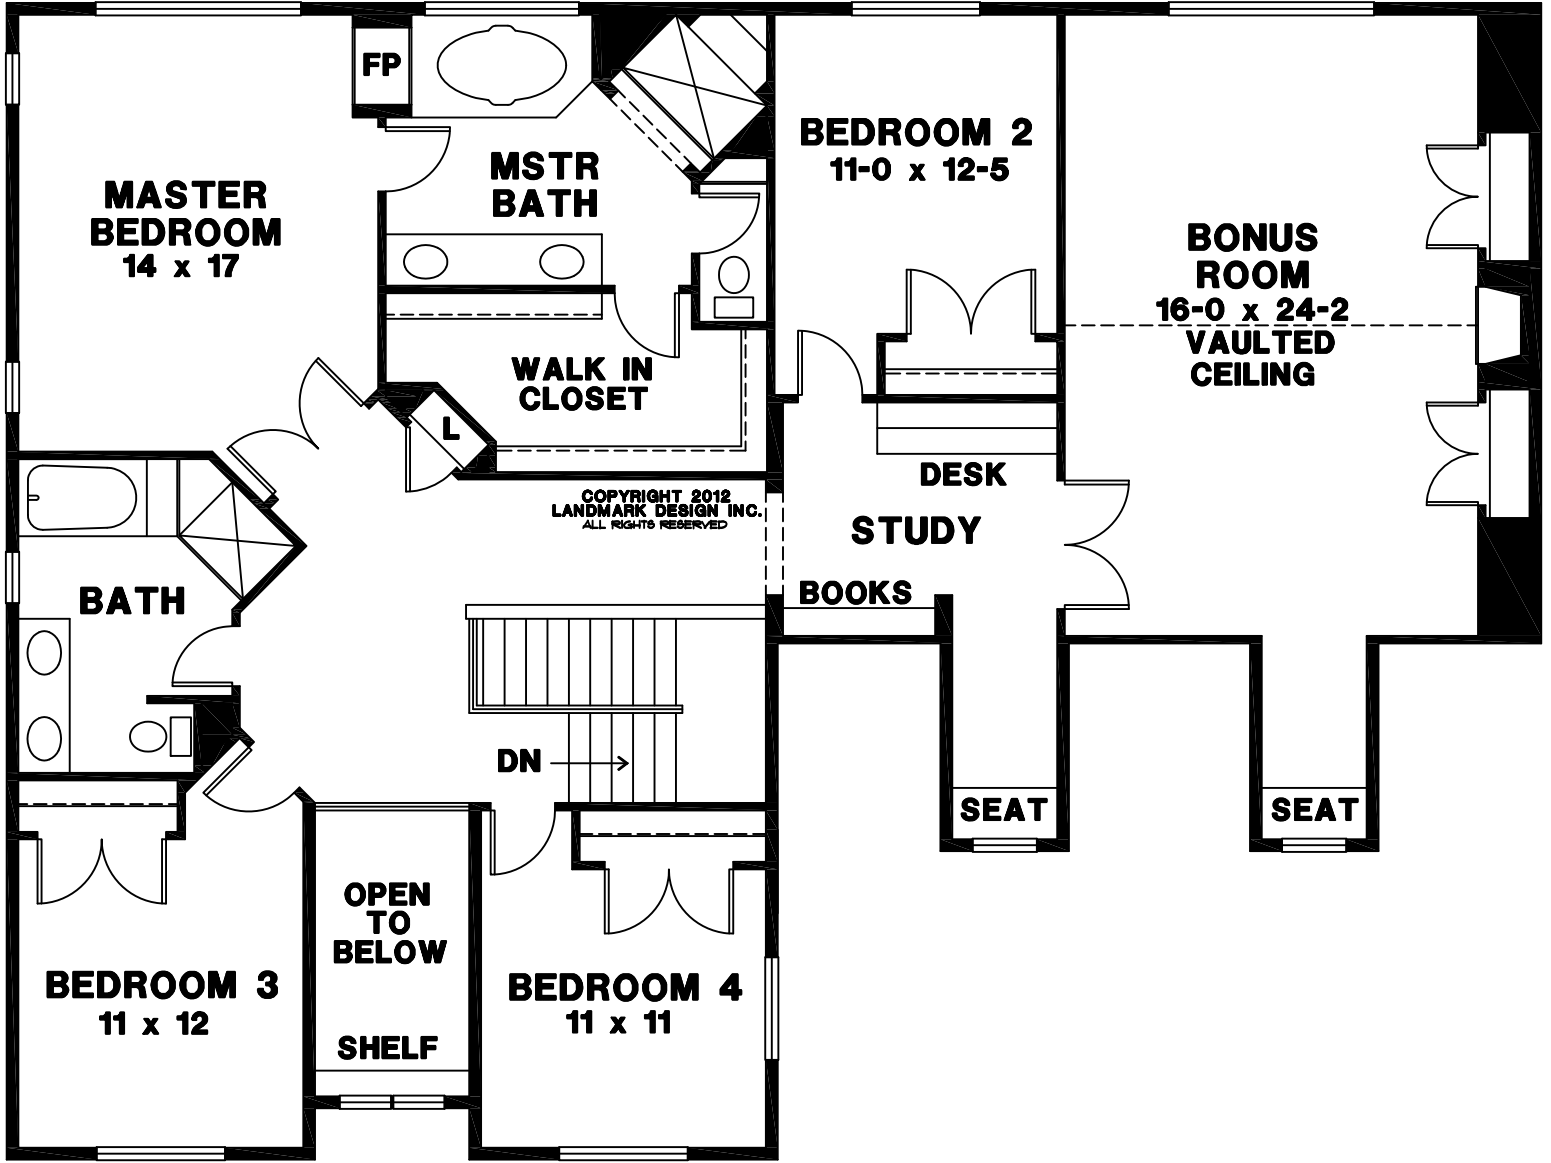 FP
MSTR
BATH
MASTER
BEDROOM
14 x 17
BEDROOM 2
11-0 x 12-5
BONUS
ROOM
16-0 x 24-2
VAULTED
CEILING
WALK IN
CLOSET
L
DESK
COPYRIGHT 2012
LANDMARK DESIGN INC.
ALL RIGHTS RESERVED
STUDY
BOOKS
BATH
DN
SEAT
SEAT
OPEN
TO
BELOW
SHELF
BEDROOM 3
11 x 12
BEDROOM 4
11 x 11